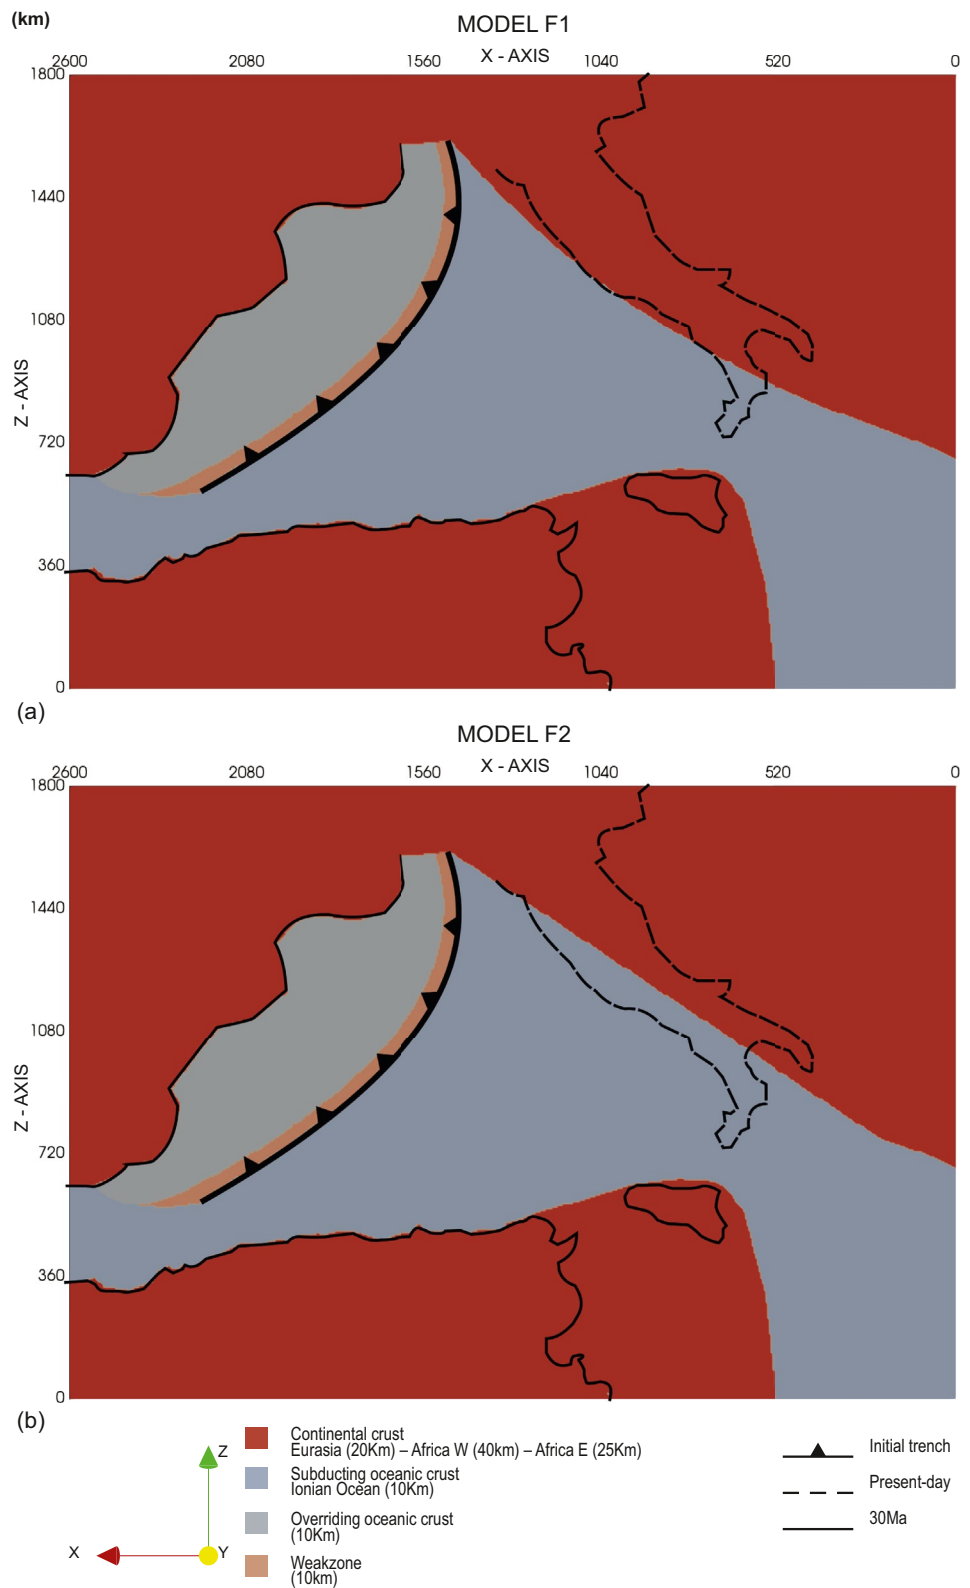 (km)
MODEL F1
X - AXIS
2600 2080 1560 1040 520 0
1800
1440
1080
Z - AXIS
720
360
0
(a)
MODEL F2
X - AXIS
2600 2080 1560 1040 520 0
1800
1440
1080
Z - AXIS
720
360
0
(b)
Z
X
Y
Continental crust
Eurasia (20Km) – Africa W (40km) – Africa E (25Km)
Subducting oceanic crust
Ionian Ocean (10Km)
Overriding oceanic crust
(10Km)
Weakzone
(10km)
Initial trench
Present-day
30Ma